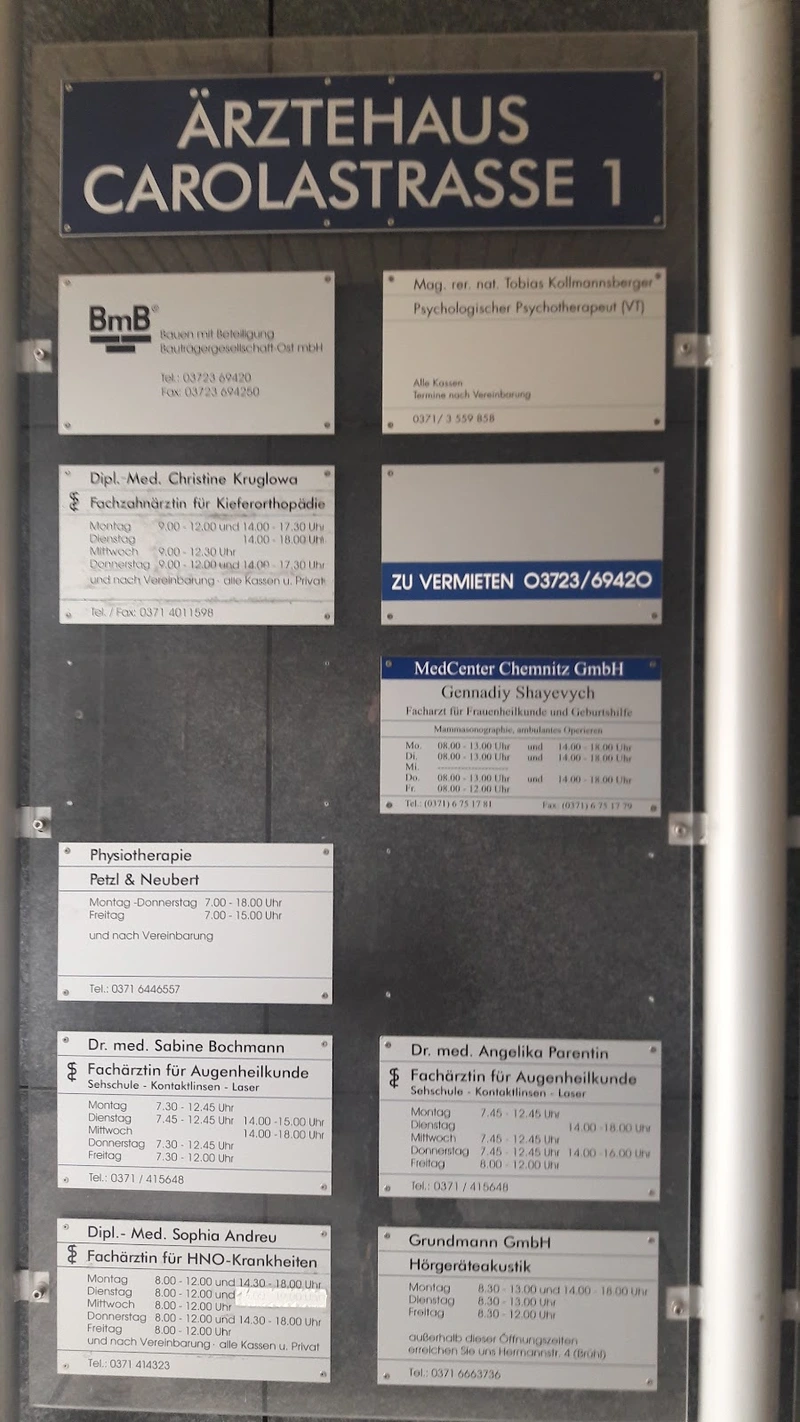 ÄRZTEHAUS
CAROLASTRASSE 1
BmB®
Bauen mit Beteiligung
Bauträgergesellschaft Ost mbH
Tel.: 03723 69420
Fax: 03723 694250
Mag. rer. nat. Tobias Kollmannsberger
Psychologischer Psychotherapeut (VT)
Alle Kassen
Termine nach Vereinbarung
0371/ 3 559 858
Dipl.-Med. Christine Kruglowa
Fachzahnärztin für Kieferorthopädie
Montag 9.00 - 12.00 und 14.00 - 17.30 Uhr
Dienstag 14.00 - 18.00 Uhr
Mittwoch 9.00 - 12.30 Uhr
Donnerstag 9.00 - 12.00 und 14.00 - 17.30 Uhr
und nach Vereinbarung · alle Kassen u. Privat
Tel. / Fax: 0371 4011598
ZU VERMIETEN 03723/69420
MedCenter Chemnitz GmbH
Gennadiy Shayevych
Facharzt für Frauenheilkunde und Geburtshilfe
Mammasonographie, ambulantes Operieren
Mo. 08.00 - 13.00 Uhr und 14.00 - 18.00 Uhr
Di. 08.00 - 13.00 Uhr und 14.00 - 18.00 Uhr
Mi. --------------------
Do. 08.00 - 13.00 Uhr und 14.00 - 18.00 Uhr
Fr. 08.00 - 12.00 Uhr
Tel.: (0371) 6 75 17 81 Fax: (0371) 6 75 17 79
Physiotherapie
Petzl & Neubert
Montag -Donnerstag 7.00 - 18.00 Uhr
Freitag 7.00 - 15.00 Uhr
und nach Vereinbarung
Tel.: 0371 6446557
Dr. med. Sabine Bochmann
Fachärztin für Augenheilkunde
Sehschule - Kontaktlinsen - Laser
Montag 7.30 - 12.45 Uhr
Dienstag 7.45 - 12.45 Uhr 14.00 -15.00 Uhr
Mittwoch 14.00 -18.00 Uhr
Donnerstag 7.30 - 12.45 Uhr
Freitag 7.30 - 12.00 Uhr
Tel.: 0371 / 415648
Dr. med. Angelika Parentin
Fachärztin für Augenheilkunde
Sehschule - Kontaktlinsen - Laser
Montag 7.45 - 12.45 Uhr
Dienstag 14.00 - 18.00 Uhr
Mittwoch 7.45 - 12.45 Uhr
Donnerstag 7.45 - 12.45 Uhr 14.00 - 16.00 Uhr
Freitag 8.00 - 12.00 Uhr
Tel.: 0371 / 415648
Dipl.- Med. Sophia Andreu
Fachärztin für HNO-Krankheiten
Montag 8.00 - 12.00 und 14.30 - 18.00 Uhr
Dienstag 8.00 - 12.00 und
Mittwoch 8.00 - 12.00 Uhr
Donnerstag 8.00 - 12.00 und 14.30 - 18.00 Uhr
Freitag 8.00 - 12.00 Uhr
und nach Vereinbarung · alle Kassen u. Privat
Tel.: 0371 414323
Grundmann GmbH
Hörgeräteakustik
Montag 8.30 - 13.00 und 14.00 - 18.00 Uhr
Dienstag 8.30 - 13.00 Uhr
Freitag 8.30 - 12.00 Uhr
außerhalb dieser Öffnungszeiten
erreichen Sie uns Hermannstr. 4 (Brühl)
Tel.: 0371 6663736